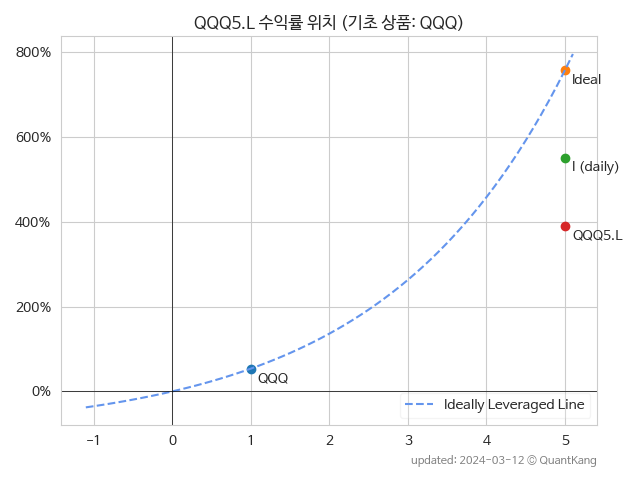 QQQ5.L 수익률 위치 (기초 상품: QQQ)
800%
600%
400%
200%
0%
Ideal
I (daily)
QQQ5.L
QQQ
Ideally Leveraged Line
-1
0
1
2
3
4
5
updated: 2024-03-12 © QuantKang